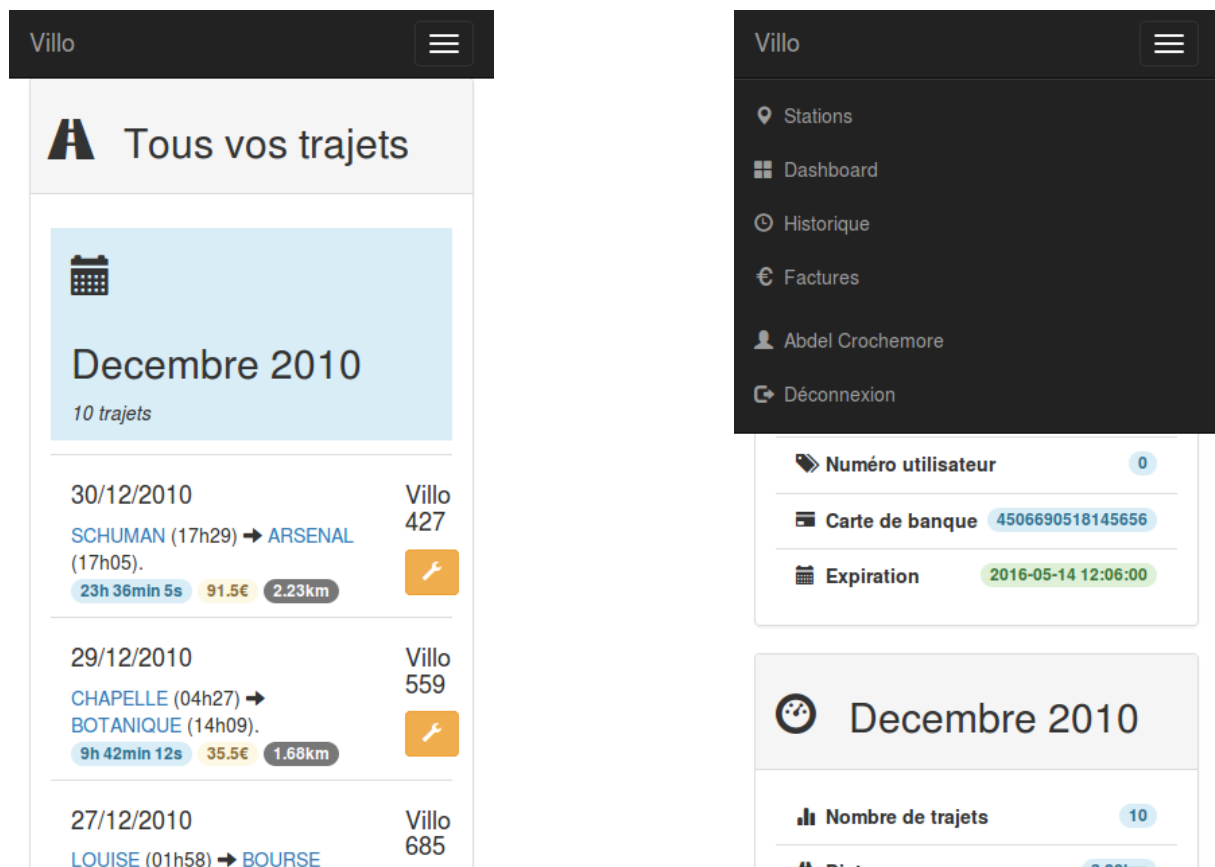 Villo
Tous vos trajets
Decembre 2010
10 trajets
30/12/2010
Villo
427
SCHUMAN (17h29) → ARSENAL
(17h05).
23h 36min 5s 91.5€ 2.23km
29/12/2010
Villo
559
CHAPELLE (04h27) →
BOTANIQUE (14h09).
9h 42min 12s 35.5€ 1.68km
27/12/2010
Villo
685
LOUISE (01h58) → BOURSE
Villo
Stations
Dashboard
Historique
€ Factures
Abdel Crochemore
Déconnexion
Numéro utilisateur 0
Carte de banque 4506690518145656
Expiration 2016-05-14 12:06:00
Decembre 2010
Nombre de trajets 10